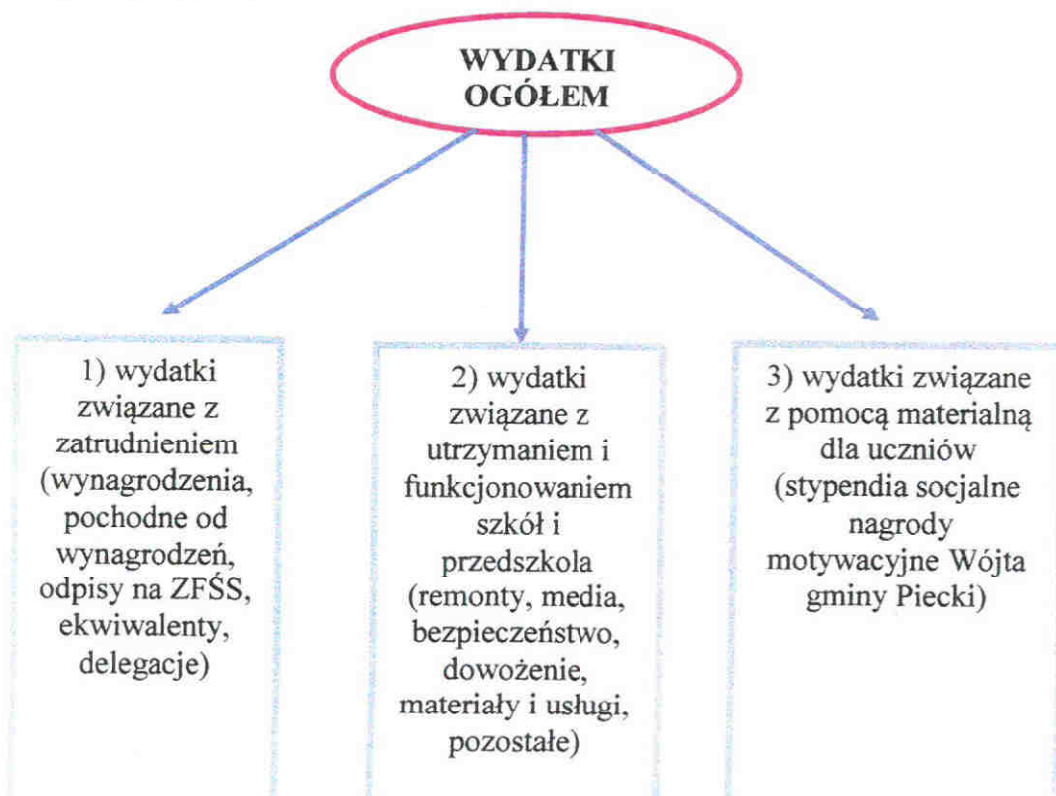 WYDATKI
OGÓŁEM
1) wydatki
związane z
zatrudnieniem
(wynagrodzenia,
pochodne od
wynagrodzeń,
odpisy na ZFŚS,
ekwiwalenty,
delegacje)
2) wydatki
związane z
utrzymaniem i
funkcjonowaniem
szkół i
przedszkola
(remonty, media,
bezpieczeństwo,
dowożenie,
materiały i usługi,
pozostałe)
3) wydatki związane
z pomocą materialną
dla uczniów
(stypendia socjalne
nagrody
motywacyjne Wójta
gminy Piecki)